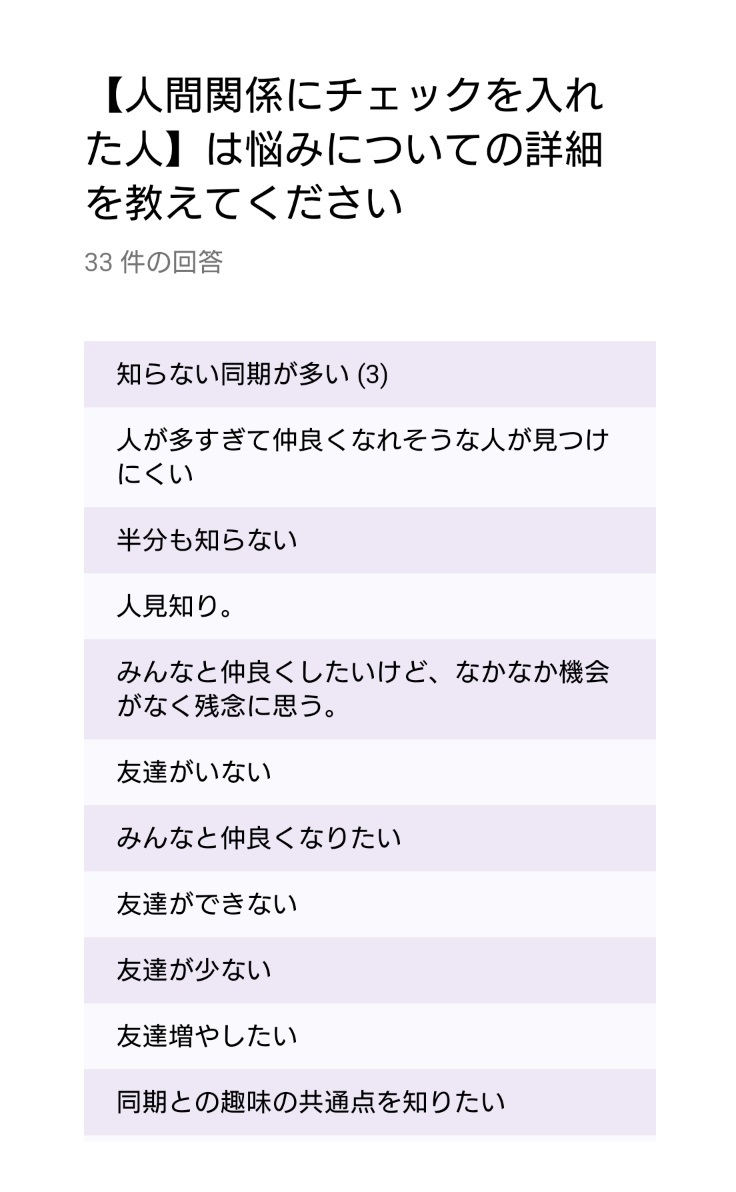 【人間関係にチェックを入れ
た人】は悩みについての詳細
を教えてください
33 件の回答
知らない同期が多い (3)
人が多すぎて仲良くなれそうな人が見つけ
にくい
半分も知らない
人見知り。
みんなと仲良くしたいけど、なかなか機会
がなく残念に思う。
友達がいない
みんなと仲良くなりたい
友達ができない
友達が少ない
友達増やしたい
同期との趣味の共通点を知りたい